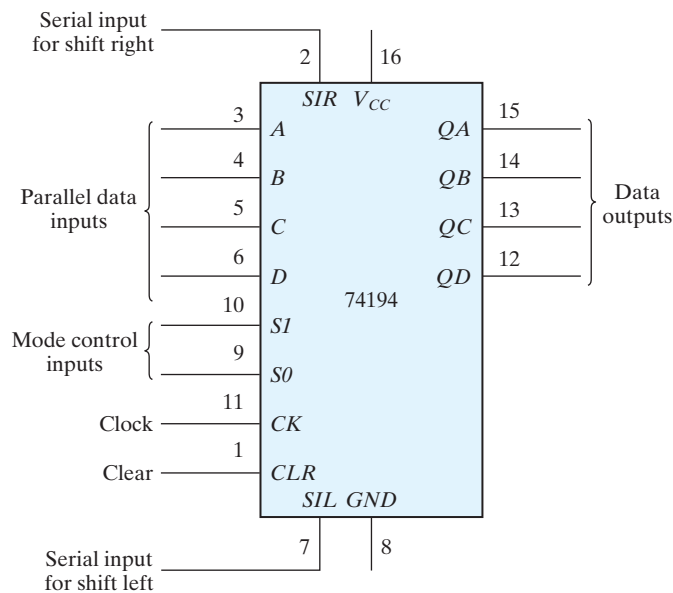 Serial input
for shift right
2
16
SIR VCC
3
A
QA
15
4
B
QB
14
Parallel data
inputs
5
C
QC
13
Data
outputs
6
D
QD
12
74194
10
S1
Mode control
inputs
9
S0
11
Clock
CK
1
Clear
CLR
SIL GND
7
8
Serial input
for shift left